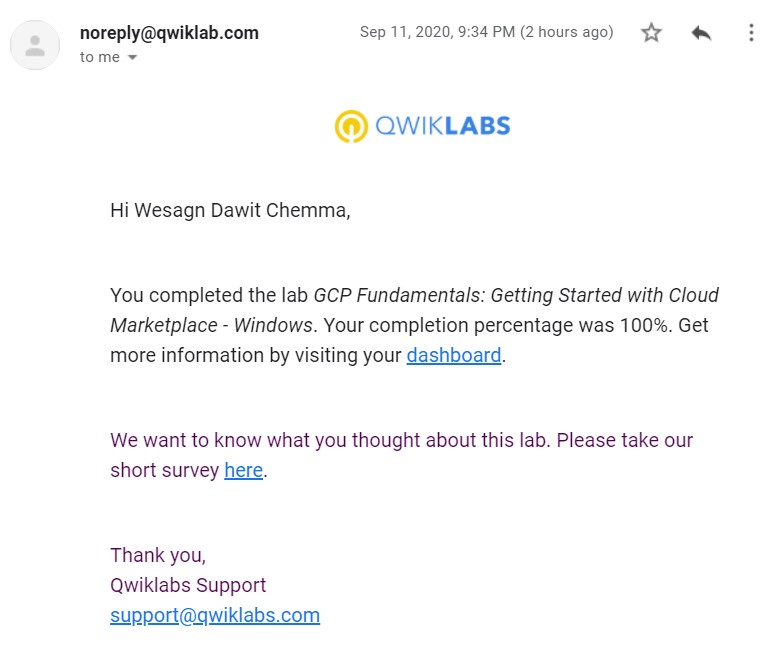 noreply@qwiklab.com
Sep 11, 2020, 9:34 PM (2 hours ago)
to me
QWIKLABS
Hi Wesagn Dawit Chemma,
You completed the lab GCP Fundamentals: Getting Started with Cloud
Marketplace - Windows. Your completion percentage was 100%. Get
more information by visiting your dashboard.
We want to know what you thought about this lab. Please take our
short survey here.
Thank you,
Qwiklabs Support
support@qwiklabs.com